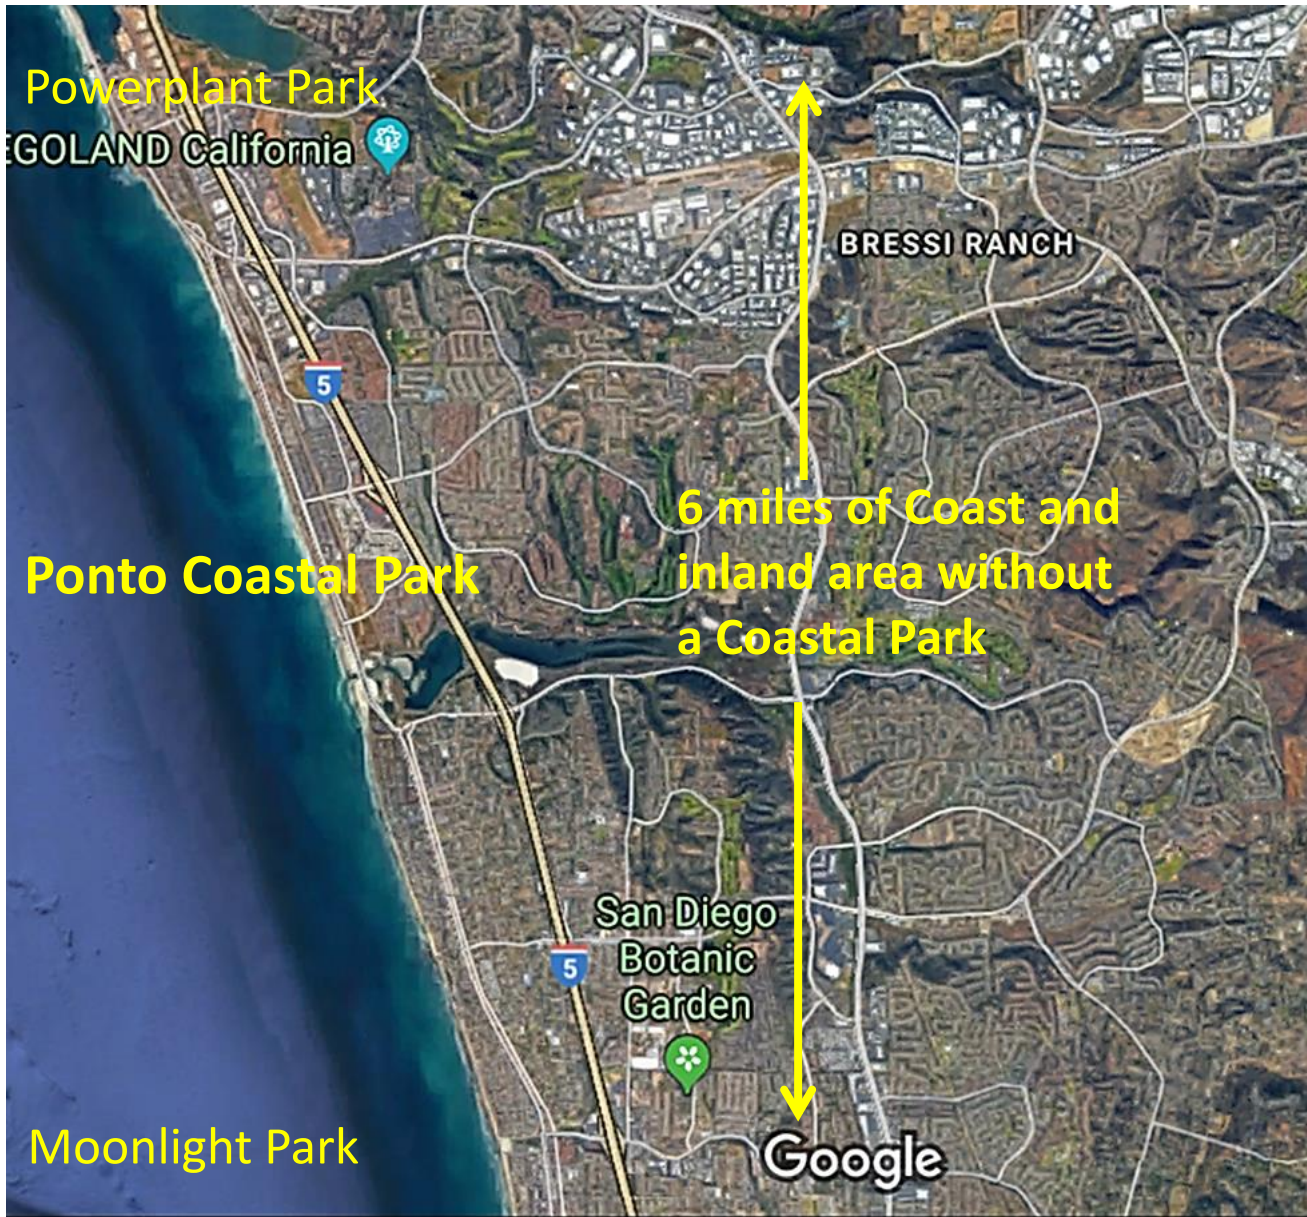 Powerplant Park
EGOLAND California
BRESSI RANCH
5
6 miles of Coast and
inland area without
a Coastal Park
Ponto Coastal Park
San Diego
Botanic
Garden
5
Moonlight Park
Google